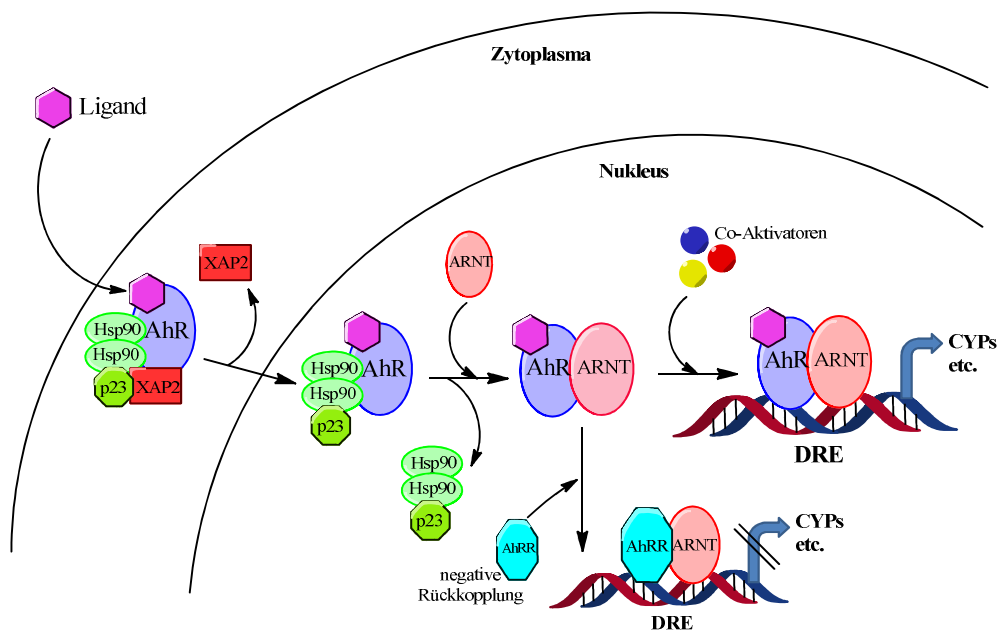 Zytoplasma
Ligand
Nukleus
Co-Aktivatoren
XAP2
ARNT
Hsp90
AhR
Hsp90
p23
XAP2
Hsp90
AhR
Hsp90
p23
AhR
ARNT
AhR
ARNT
CYPs
etc.
DRE
Hsp90
Hsp90
p23
AhRR
negative
Rückkopplung
AhRR
ARNT
CYPs
etc.
DRE